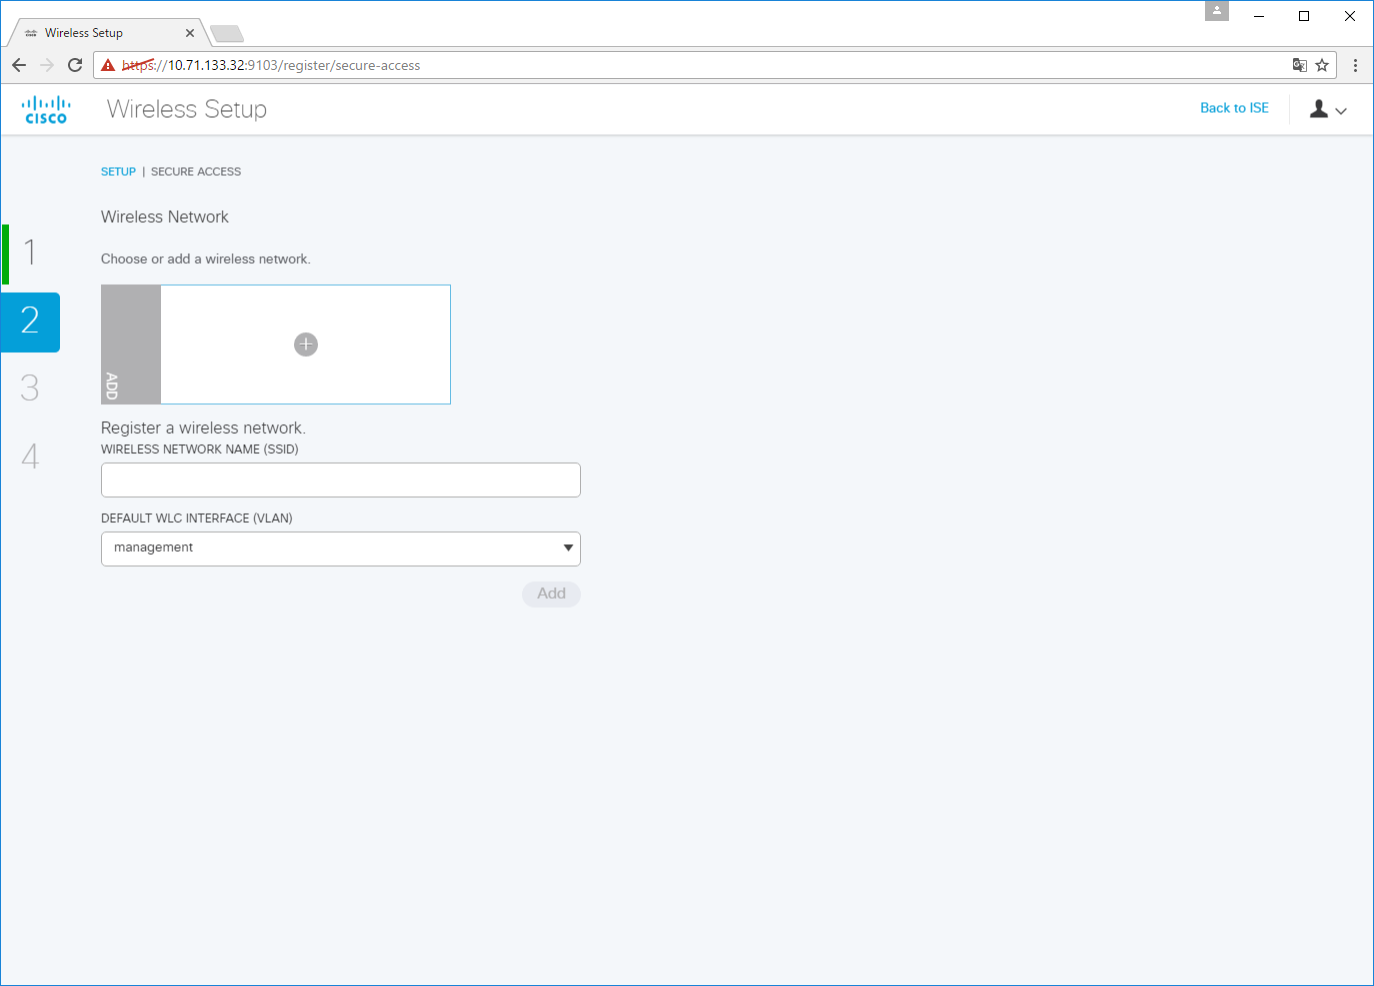 Wireless Setup
https://10.71.133.32:9103/register/secure-access
CISCO
Wireless Setup
Back to ISE
SETUP | SECURE ACCESS
Wireless Network
1
Choose or add a wireless network.
2
ADD
3
Register a wireless network.
WIRELESS NETWORK NAME (SSID)
4
DEFAULT WLC INTERFACE (VLAN)
management
Add